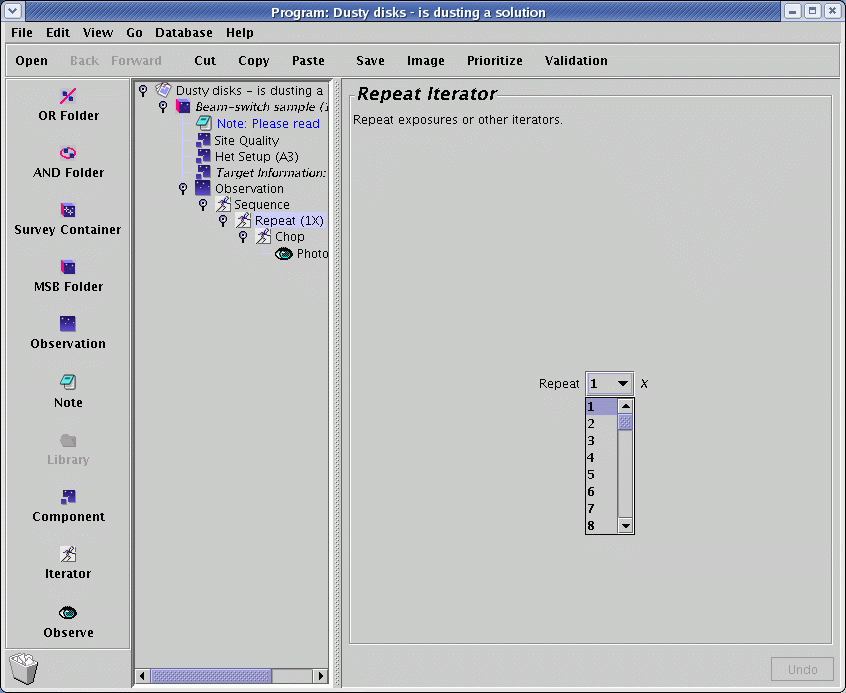 Program: Dusty disks - is dusting a solution
File Edit View Go Database Help
Open Back Forward Cut Copy Paste Save Image Prioritize Validation
OR Folder
AND Folder
Survey Container
MSB Folder
Observation
Note
Library
Component
Iterator
Observe
Dusty disks - is dusting a
Beam-switch sample (1
Note: Please read
Site Quality
Het Setup (A3)
Target Information:
Observation
Sequence
Repeat (1X)
Chop
Photo
Repeat Iterator
Repeat exposures or other iterators.
Repeat 1 X
1
2
3
4
5
6
7
8
Undo